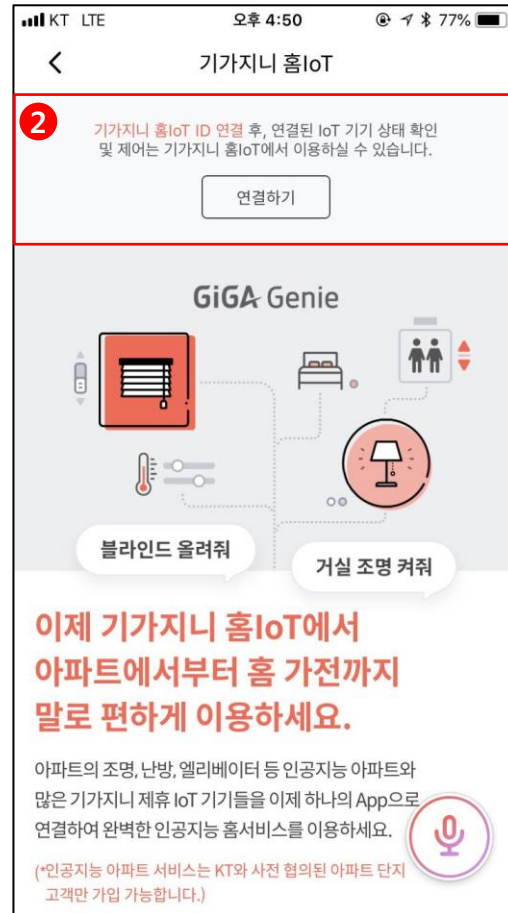 KT LTE 오후 4:50 77%
기가지니 홈IoT
2
기가지니 홈IoT ID 연결 후, 연결된 IoT 기기 상태 확인
및 제어는 기가지니 홈IoT에서 이용하실 수 있습니다.
연결하기
GiGA Genie
블라인드 올려줘
거실 조명 켜줘
이제 기가지니 홈IoT에서
아파트에서부터 홈 가전까지
말로 편하게 이용하세요.
아파트의 조명, 난방, 엘리베이터 등 인공지능 아파트와
많은 기가지니 제휴 IoT 기기들을 이제 하나의 App으로
연결하여 완벽한 인공지능 홈서비스를 이용하세요.
(*인공지능 아파트 서비스는 KT와 사전 협의된 아파트 단지
고객만 가입 가능합니다.)